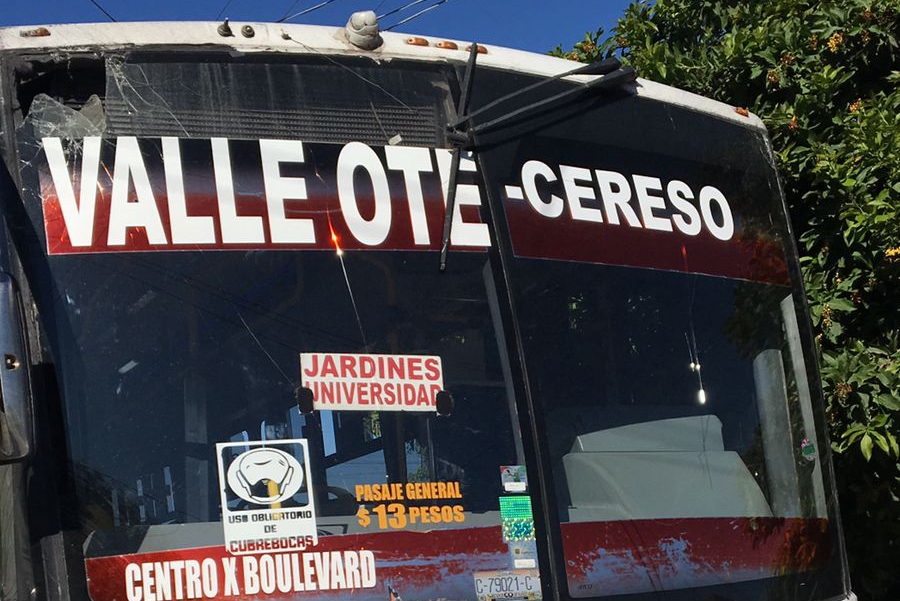 VALLE OTE-CERESO
JARDINES
UNIVERSIDAD
USO OBLIGATORIO
DE
CUBREBOCAS
PASAJE GENERAL
$13 PESOS
CENTRO X BOULEVARD
C-79021-C